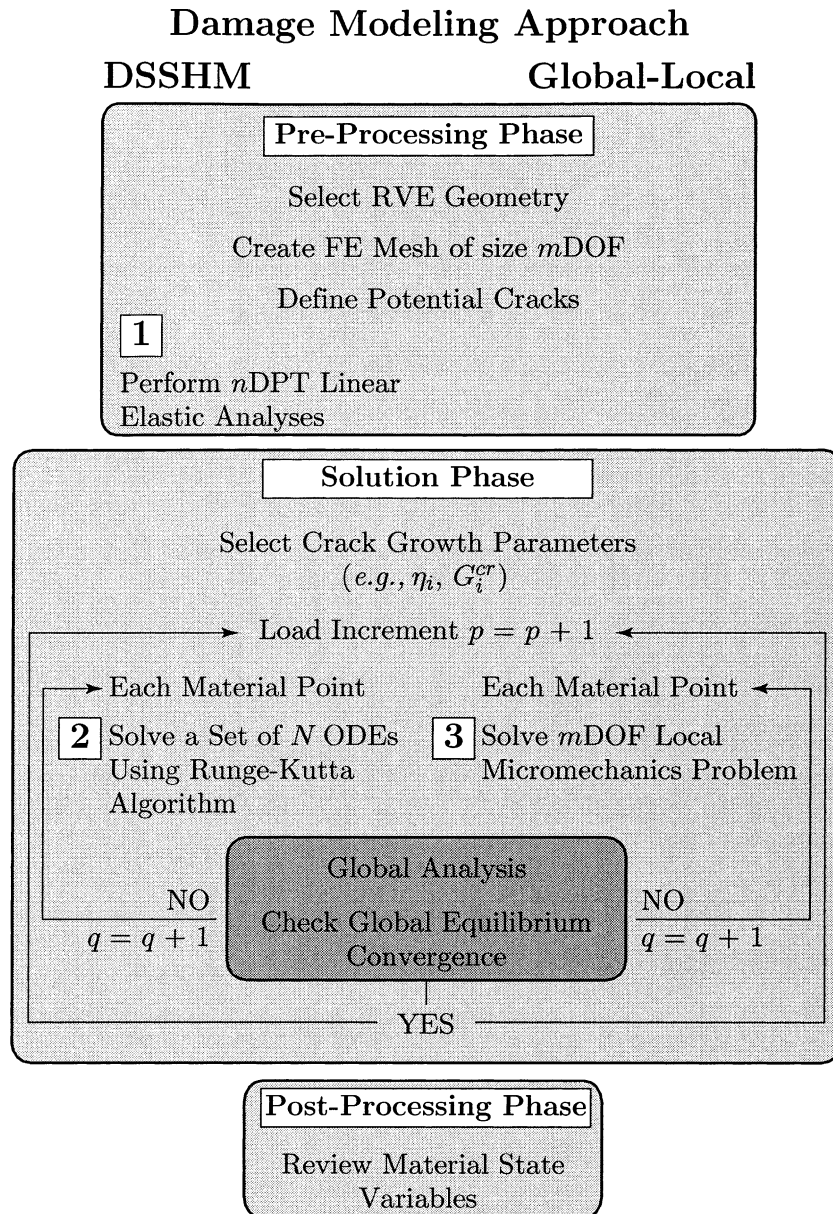 Damage Modeling Approach
DSSHM Global-Local
Pre-Processing Phase
Select RVE Geometry
Create FE Mesh of size mDOF
Define Potential Cracks
1
Perform nDPT Linear
Elastic Analyses
Solution Phase
Select Crack Growth Parameters
(e.g., η_i, G_i^{cr})
Load Increment p = p + 1
Each Material Point
2 Solve a Set of N ODEs
Using Runge-Kutta
Algorithm
Each Material Point
3 Solve mDOF Local
Micromechanics Problem
Global Analysis
Check Global Equilibrium
Convergence
NO
q = q + 1
NO
q = q + 1
YES
Post-Processing Phase
Review Material State
Variables